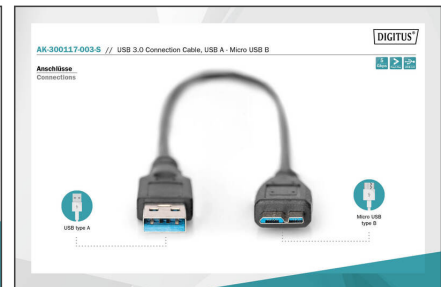 DIGITUS®
AK-300117-003-S // USB 3.0 Connection Cable, USB A - Micro USB B
Anschlüsse
Connections
USB type A
Micro USB
type B